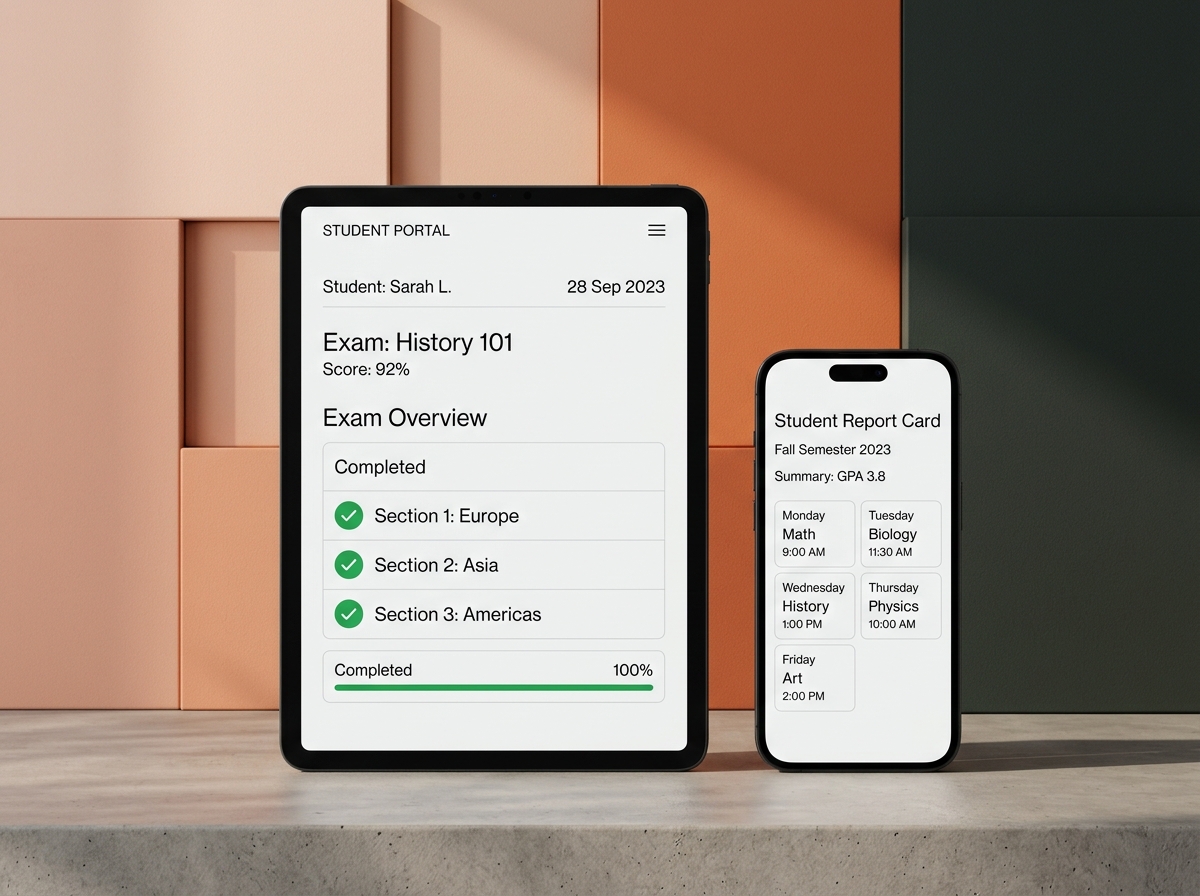 STUDENT PORTAL
Student: Sarah L. 28 Sep 2023
Exam: History 101
Score: 92%
Exam Overview
Completed
Section 1: Europe
Section 2: Asia
Section 3: Americas
Completed 100%
Student Report Card
Fall Semester 2023
Summary: GPA 3.8
Monday
Math
9:00 AM
Tuesday
Biology
11:30 AM
Wednesday
History
1:00 PM
Thursday
Physics
10:00 AM
Friday
Art
2:00 PM